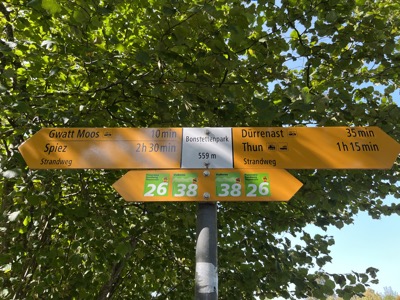 Gwatt Moos 10 min
Spiez 2 h 30 min
Strandweg
Bonstettenpark
559 m
Dürrenast 35 min
Thun 1 h 15 min
Strandweg
26 38 38 26